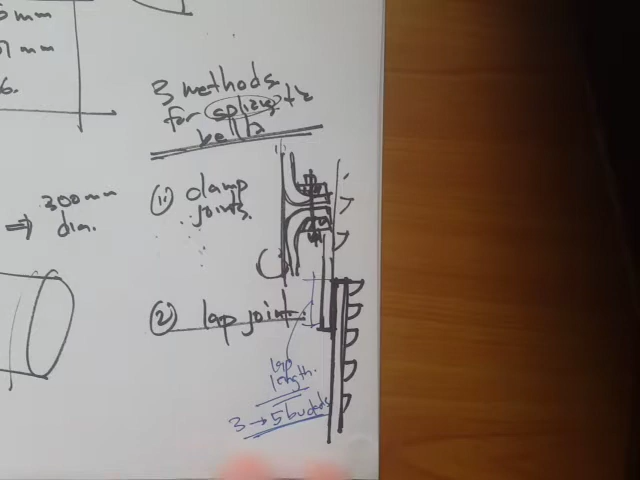 mm
mm
6.
3 methods
for splicing the
belt
300mm
⇒ dia.
① clamp
joints.
② lap joint.
lap
length.
3 → 5 buckets